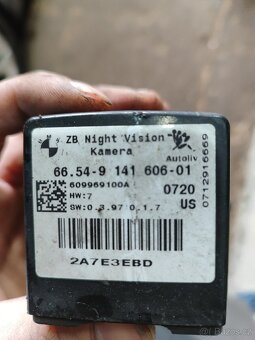 ZB Night Vision
Kamera
Autoliv
66.54-9 141 606-01
609969100A
0720
HW:7
US
SW:0.3.97 0.1.7
2A7E3EBD
0712916669